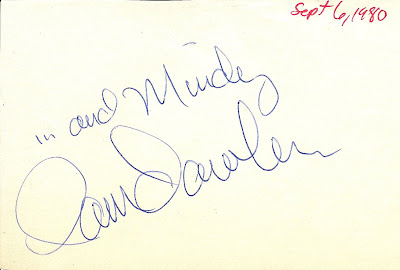 Sept 6, 1980
... and Mindy
Pam Dawber